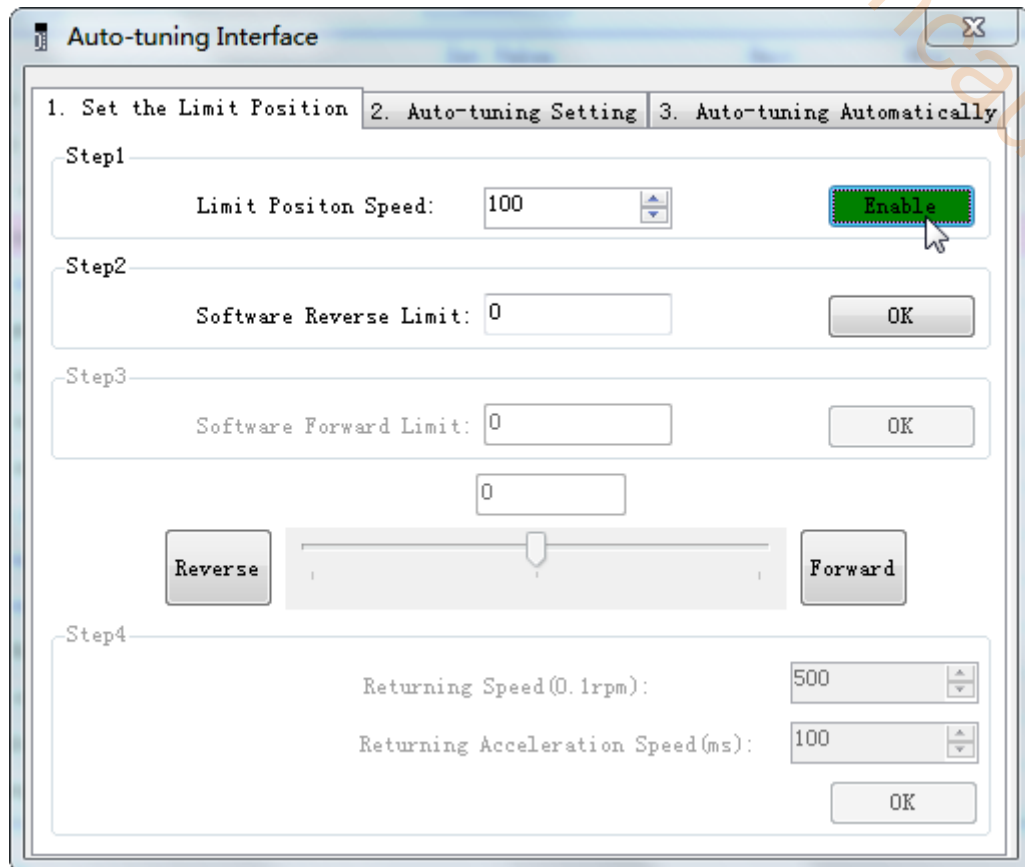 Auto-tuning Interface
1. Set the Limit Position 2. Auto-tuning Setting 3. Auto-tuning Automatically
Step1
Limit Positon Speed: 100 Enable
Step2
Software Reverse Limit: 0 OK
Step3
Software Forward Limit: 0 OK
0
Reverse Forward
Step4
Returning Speed(0.1rpm): 500
Returning Acceleration Speed(ms): 100
OK